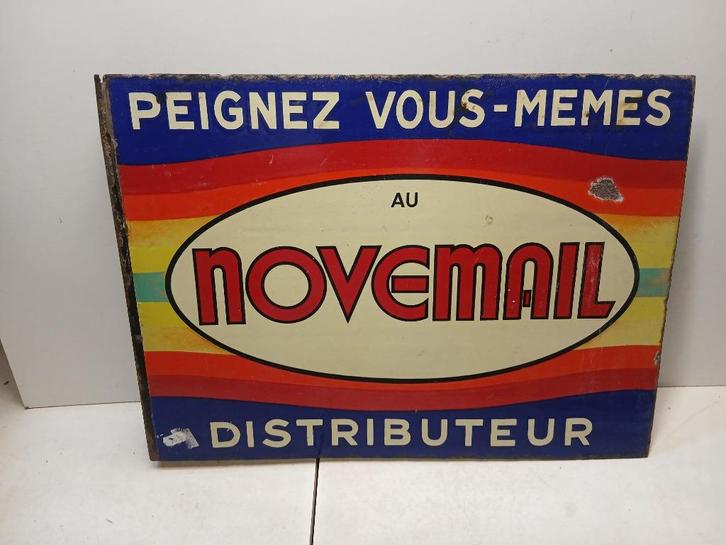 PEIGNEZ VOUS-MEMES
AU
NOVEMAIL
DISTRIBUTEUR